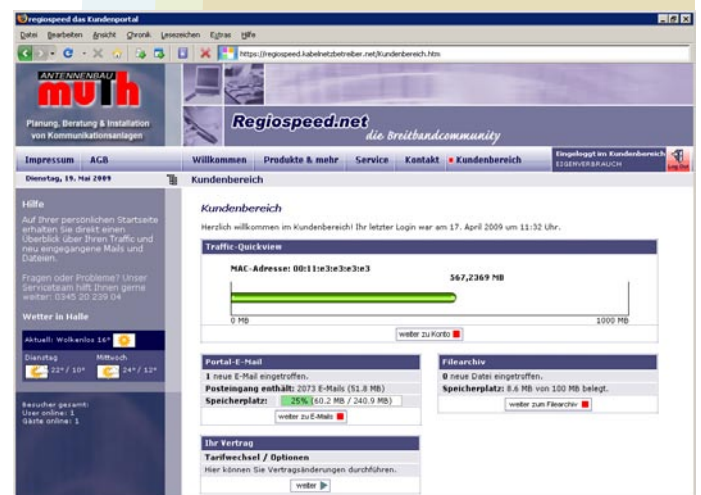 regiospeed das Kundenportal
Datei Bearbeiten Ansicht Chronik Lesezeichen Extras Hilfe
https://regiospeed.kabelnetzbetreiber.net/Kundenbereich.htm
ANTENNENBAU
muth
Planung, Beratung & Installation
von Kommunikationsanlagen
Regiospeed.net
die Breitbandcommunity
Impressum AGB
Willkommen Produkte & mehr Service Kontakt Kundenbereich
Eingeloggt im Kundenbereich
EIGENVERBRAUCH
Log Out
Dienstag, 19. Mai 2009
Kundenbereich
Hilfe
Auf Ihrer persönlichen Startseite
erhalten Sie direkt einen
Überblick über Ihren Traffic und
neu eingegangene Mails und
Dateien.
Fragen oder Probleme? Unser
Serviceteam hilft Ihnen gerne
weiter: 0345 20 239 04
Wetter in Halle
Aktuell: Wolkenlos 16°
Dienstag Mittwoch
22° / 10° 24° / 12°
Besucher gesamt:
User online: 1
Gäste online: 1
Kundenbereich
Herzlich willkommen im Kundenbereich! Ihr letzter Login war am 17. April 2009 um 11:32 Uhr.
Traffic-Quickview
MAC-Adresse: 00:11:e3:e3:e3:e3
567,2369 MB
0 MB 1000 MB
weiter zu Konto
Portal-E-Mail
1 neue E-Mail eingetroffen.
Posteingang enthält: 2073 E-Mails (51.8 MB)
Speicherplatz: 25% (60.2 MB / 240.9 MB)
weiter zu E-Mails
Filearchiv
0 neue Datei eingetroffen.
Speicherplatz: 8.6 MB von 100 MB belegt.
weiter zum Filearchiv
Ihr Vertrag
Tarifwechsel / Optionen
Hier können Sie Vertragsänderungen durchführen.
weiter